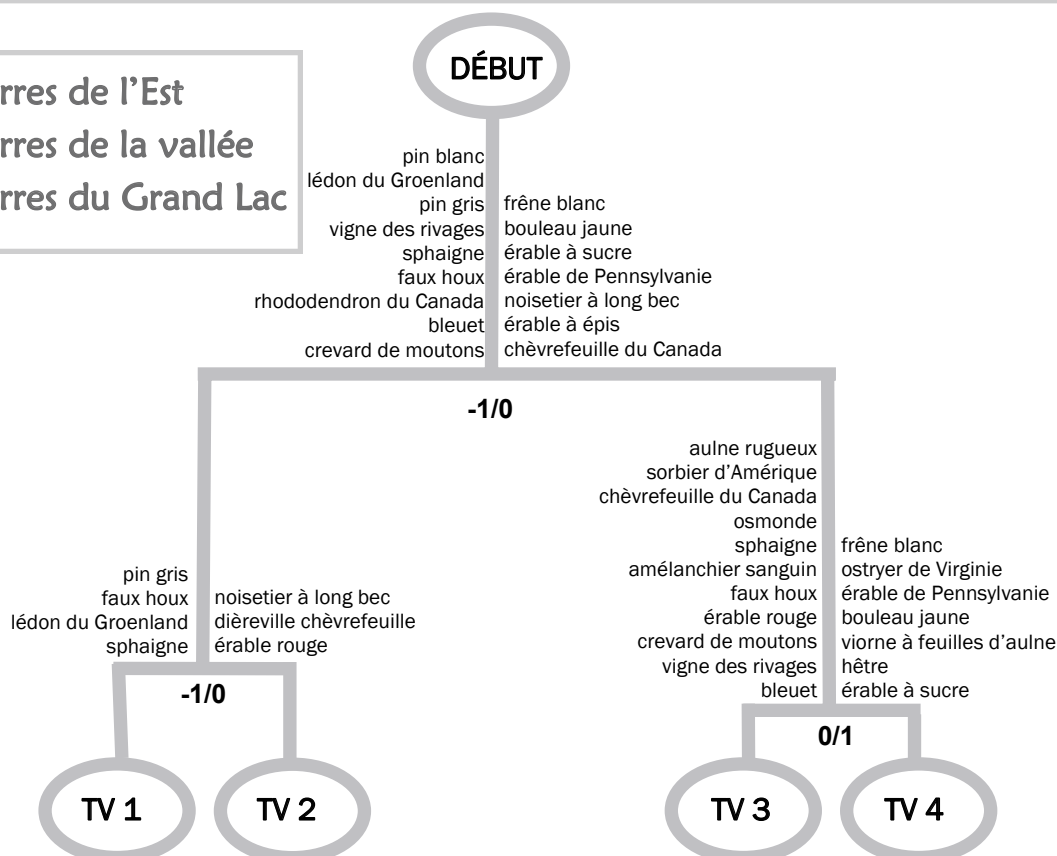 rres de l'Est
rres de la vallée
rres du Grand Lac
DÉBUT
pin blanc
lédon du Groenland
pin gris
vigne des rivages
sphaigne
faux houx
rhododendron du Canada
bleuet
crevard de moutons
frêne blanc
bouleau jaune
érable à sucre
érable de Pennsylvanie
noisetier à long bec
érable à épis
chèvrefeuille du Canada
-1/0
pin gris
faux houx
lédon du Groenland
sphaigne
noisetier à long bec
dièreville chèvrefeuille
érable rouge
-1/0
aulne rugueux
sorbier d'Amérique
chèvrefeuille du Canada
osmonde
sphaigne
amélanchier sanguin
faux houx
érable rouge
crevard de moutons
vigne des rivages
bleuet
frêne blanc
ostryer de Virginie
érable de Pennsylvanie
bouleau jaune
viorne à feuilles d'aulne
hêtre
érable à sucre
0/1
TV 1
TV 2
TV 3
TV 4